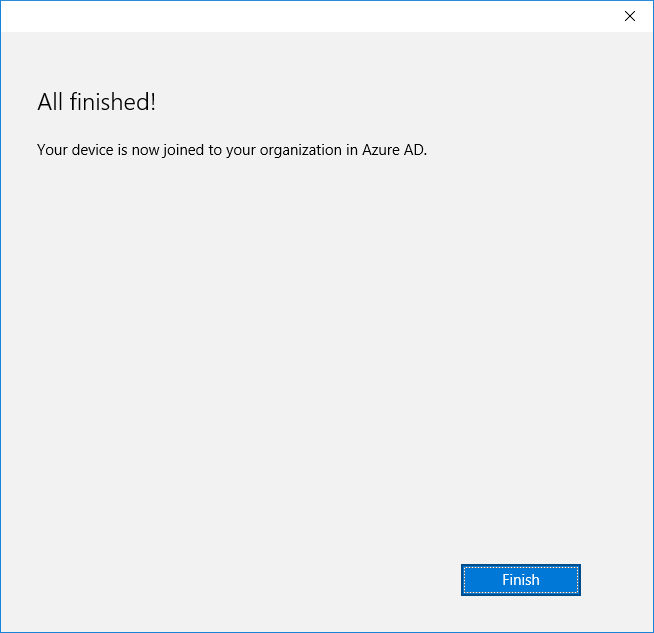 All finished!
Your device is now joined to your organization in Azure AD.
Finish